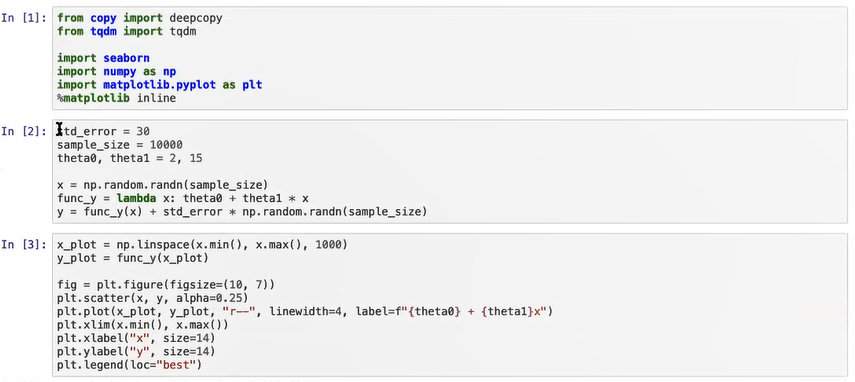 In [1]: from copy import deepcopy
from tqdm import tqdm
import seaborn
import numpy as np
import matplotlib.pyplot as plt
%matplotlib inline
In [2]: std_error = 30
sample_size = 10000
theta0, theta1 = 2, 15
x = np.random.randn(sample_size)
func_y = lambda x: theta0 + theta1 * x
y = func_y(x) + std_error * np.random.randn(sample_size)
In [3]: x_plot = np.linspace(x.min(), x.max(), 1000)
y_plot = func_y(x_plot)
fig = plt.figure(figsize=(10, 7))
plt.scatter(x, y, alpha=0.25)
plt.plot(x_plot, y_plot, "r--", linewidth=4, label=f"{theta0} + {theta1}x")
plt.xlim(x.min(), x.max())
plt.xlabel("x", size=14)
plt.ylabel("y", size=14)
plt.legend(loc="best")